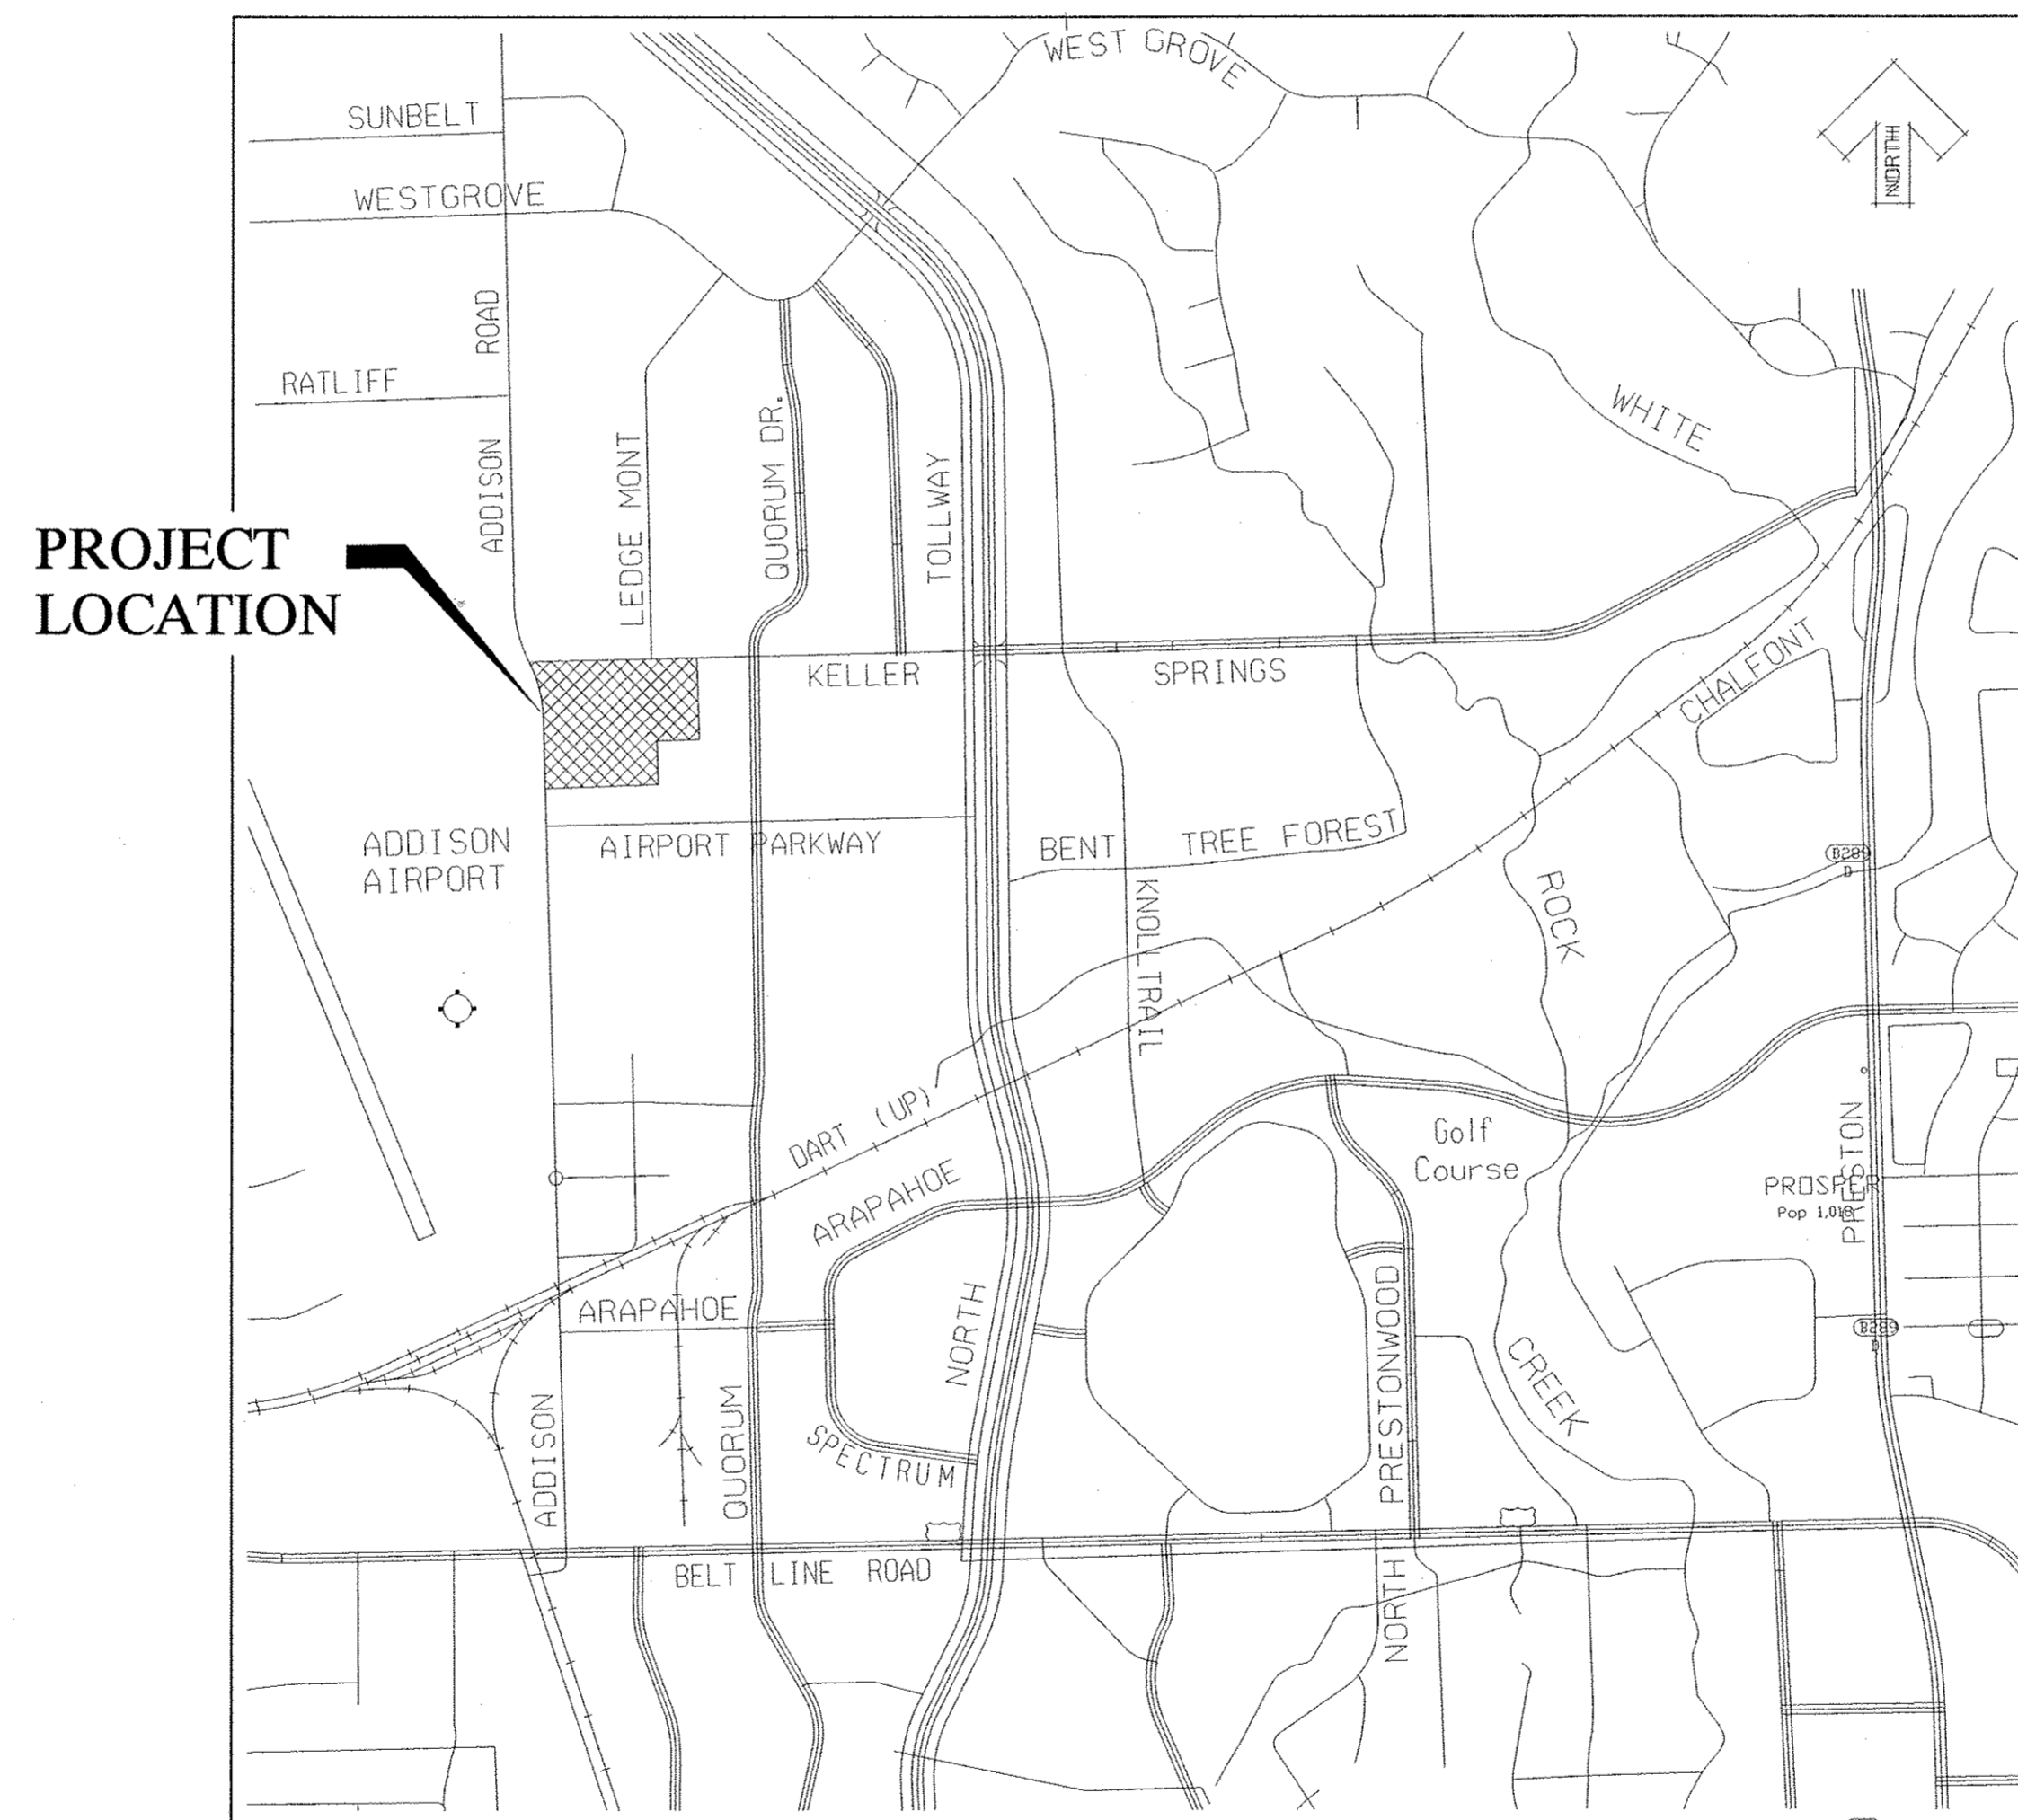 WEST GROVE
SUNBELT
NORTH
WESTGROVE
ROAD
RATLIFF
ADDISON
LEDGE MONT
QUORUM DR.
TOLLWAY
WHITE
PROJECT
LOCATION
KELLER SPRINGS
CHALFONT
ADDISON
AIRPORT
AIRPORT PARKWAY
BENT TREE FOREST
B289
D
KNOLL TRAIL
ROCK
DART (UP)
ARAPAHOE
Golf
Course
PRESTON
PROSPER
Pop 1,018
ARAPAHOE
NORTH
PRESTONWOOD
B289
D
CREEK
ADDISON
QUORUM
SPECTRUM
BELT LINE ROAD
NORTH